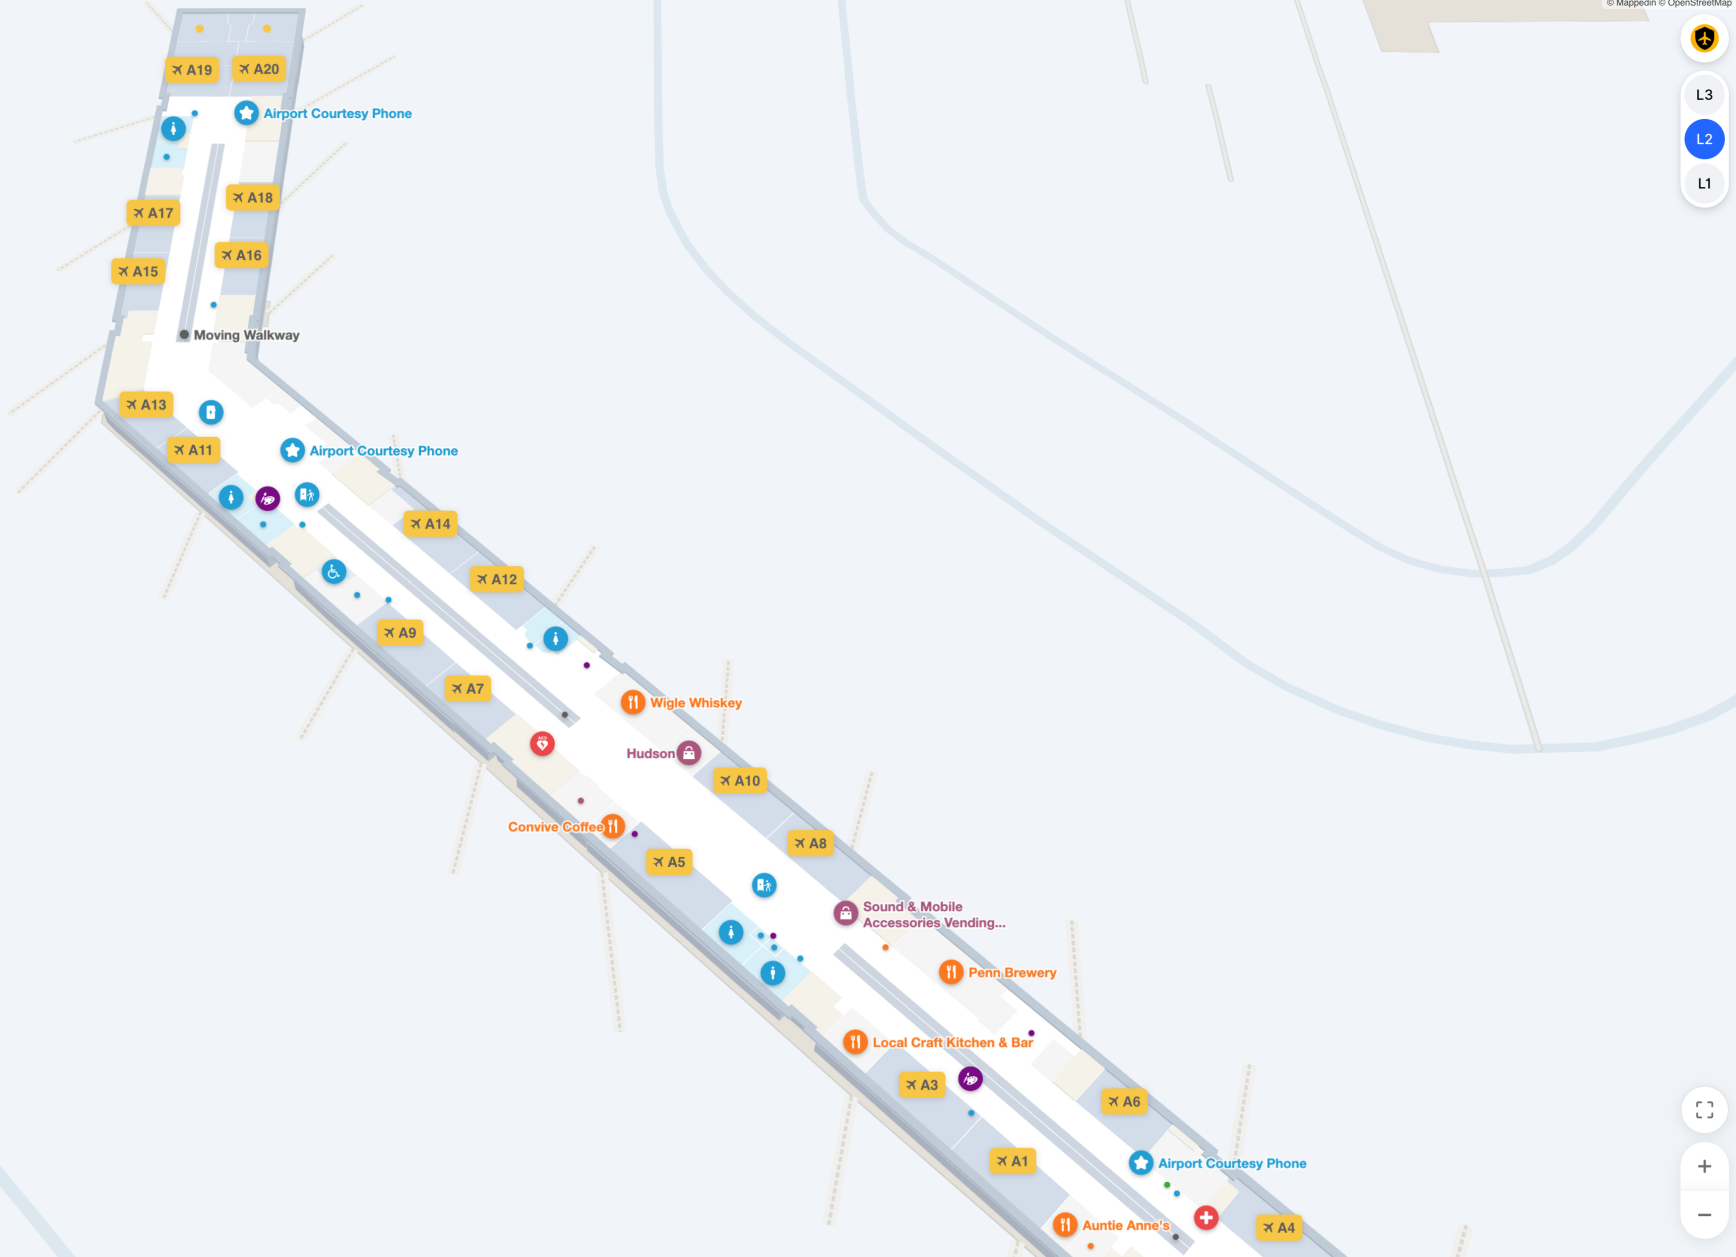 © Mappedin © OpenStreetMap
L3
L2
L1
A19
A20
Airport Courtesy Phone
A18
A17
A16
A15
Moving Walkway
A13
A11
Airport Courtesy Phone
A14
A12
A9
A7
Wigle Whiskey
AED
Hudson
A10
Convive Coffee
A8
A5
Sound & Mobile
Accessories Vending...
Penn Brewery
Local Craft Kitchen & Bar
A3
A6
A1
Airport Courtesy Phone
Auntie Anne's
A4
+
−